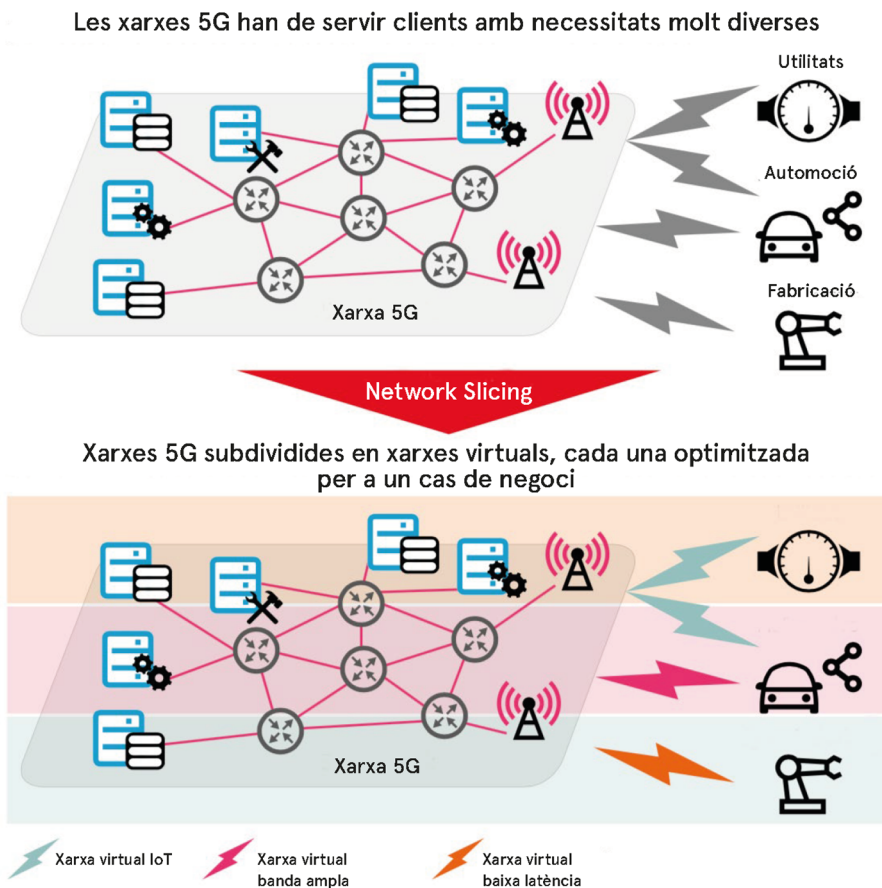 Les xarxes 5G han de servir clients amb necessitats molt diverses
Utilitats
Automoció
Fabricació
Xarxa 5G
Network Slicing
Xarxes 5G subdividides en xarxes virtuals, cada una optimitzada
per a un cas de negoci
Xarxa 5G
Xarxa virtual IoT
Xarxa virtual
banda ampla
Xarxa virtual
baixa latència